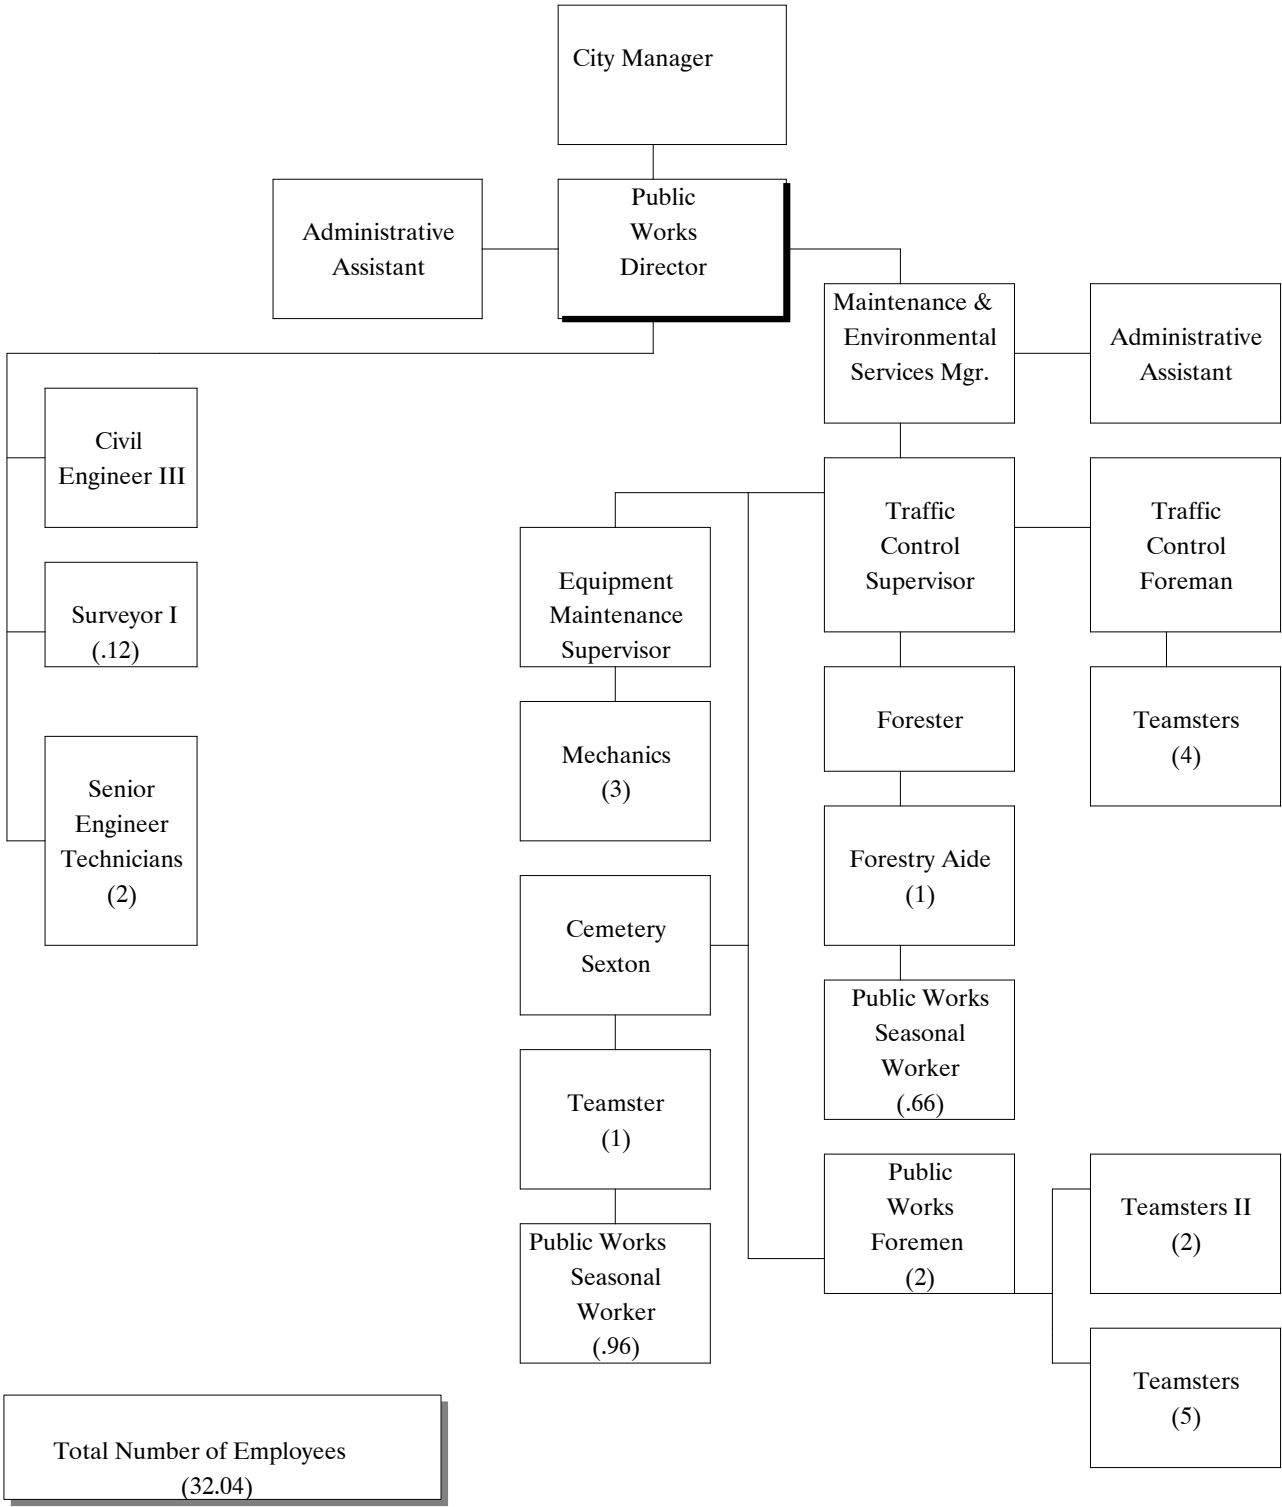 City Manager
Public
Works
Director
Administrative
Assistant
Maintenance &
Environmental
Services Mgr.
Administrative
Assistant
Civil
Engineer III
Surveyor I
(.12)
Senior
Engineer
Technicians
(2)
Traffic
Control
Supervisor
Traffic
Control
Foreman
Teamsters
(4)
Equipment
Maintenance
Supervisor
Mechanics
(3)
Forester
Forestry Aide
(1)
Public Works
Seasonal
Worker
(.66)
Cemetery
Sexton
Teamster
(1)
Public Works
Seasonal
Worker
(.96)
Public
Works
Foremen
(2)
Teamsters II
(2)
Teamsters
(5)
Total Number of Employees
(32.04)